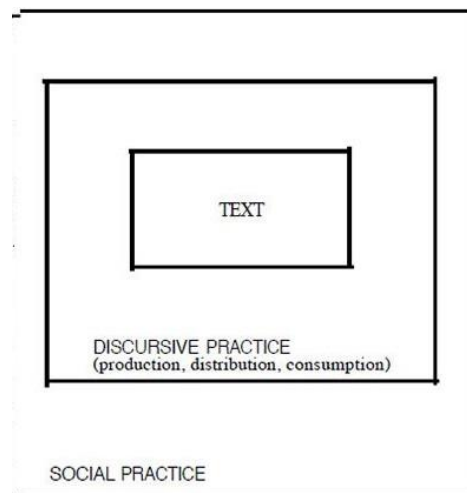 TEXT
DISCURSIVE PRACTICE
(production, distribution, consumption)
SOCIAL PRACTICE